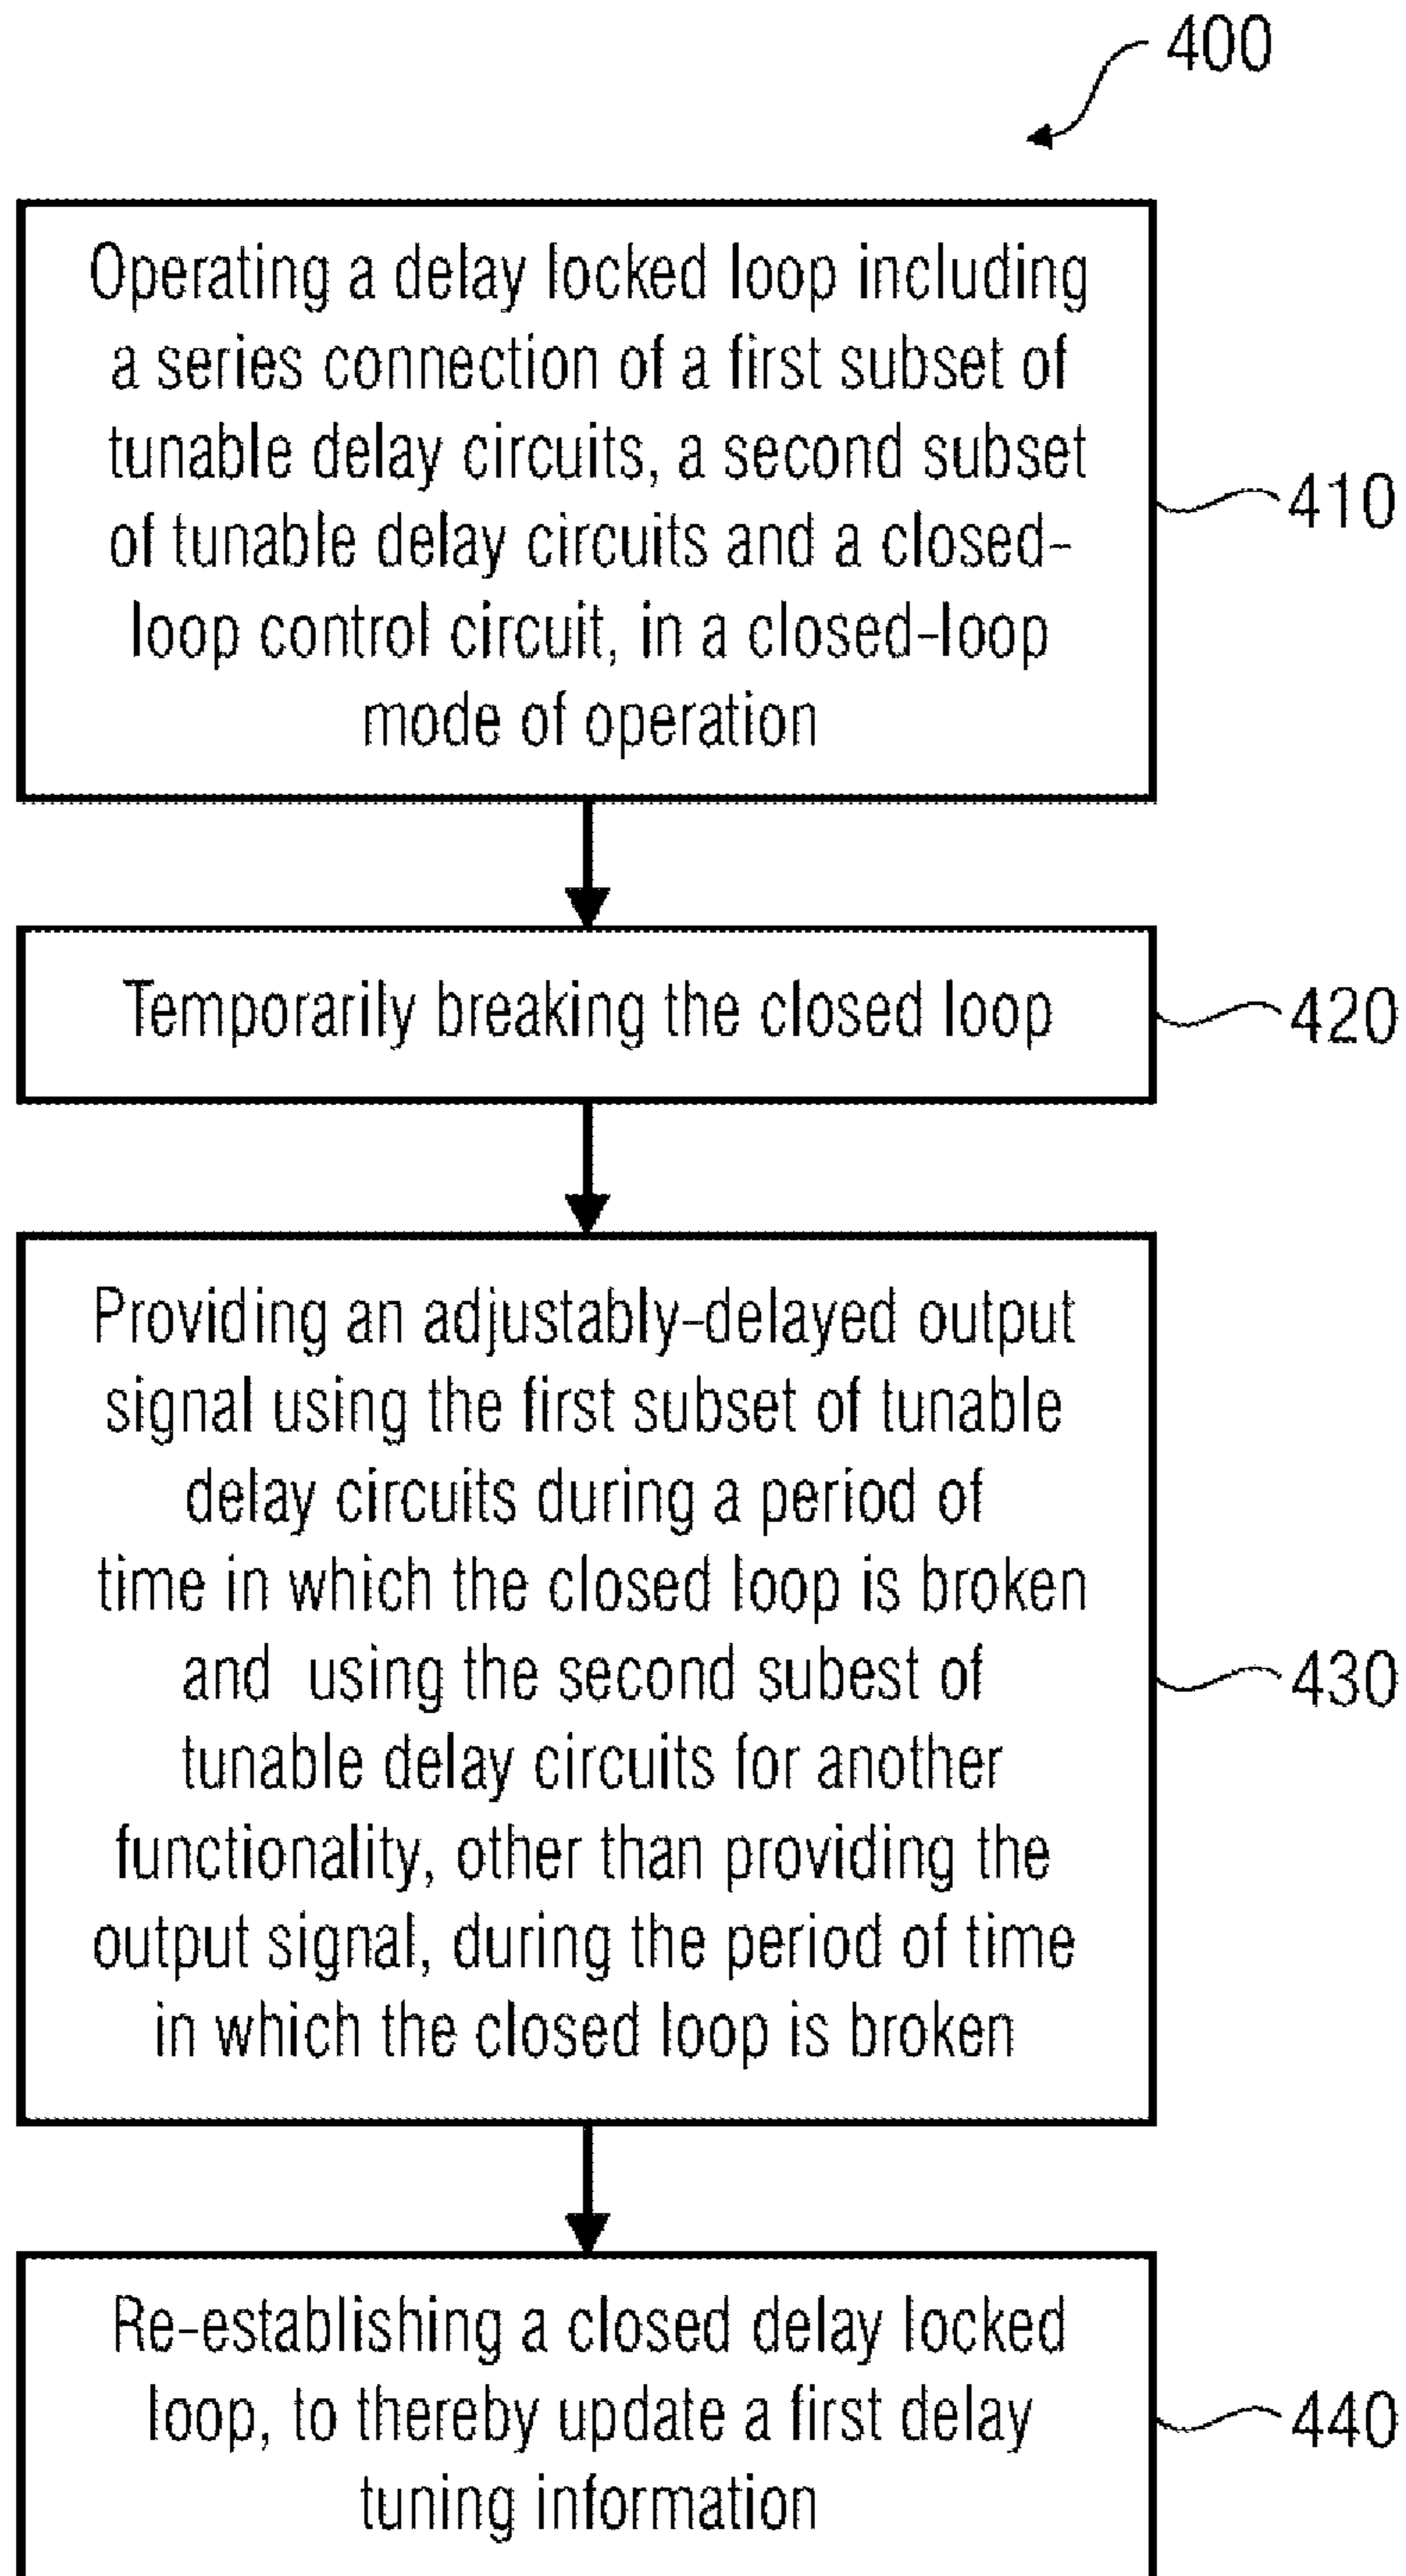 400
Operating a delay locked loop including
a series connection of a first subset of
tunable delay circuits, a second subset
of tunable delay circuits and a closed-
loop control circuit, in a closed-loop
mode of operation
410
Temporarily breaking the closed loop
420
Providing an adjustably-delayed output
signal using the first subset of tunable
delay circuits during a period of
time in which the closed loop is broken
and using the second subest of
tunable delay circuits for another
functionality, other than providing the
output signal, during the period of time
in which the closed loop is broken
430
Re-establishing a closed delay locked
loop, to thereby update a first delay
tuning information
440